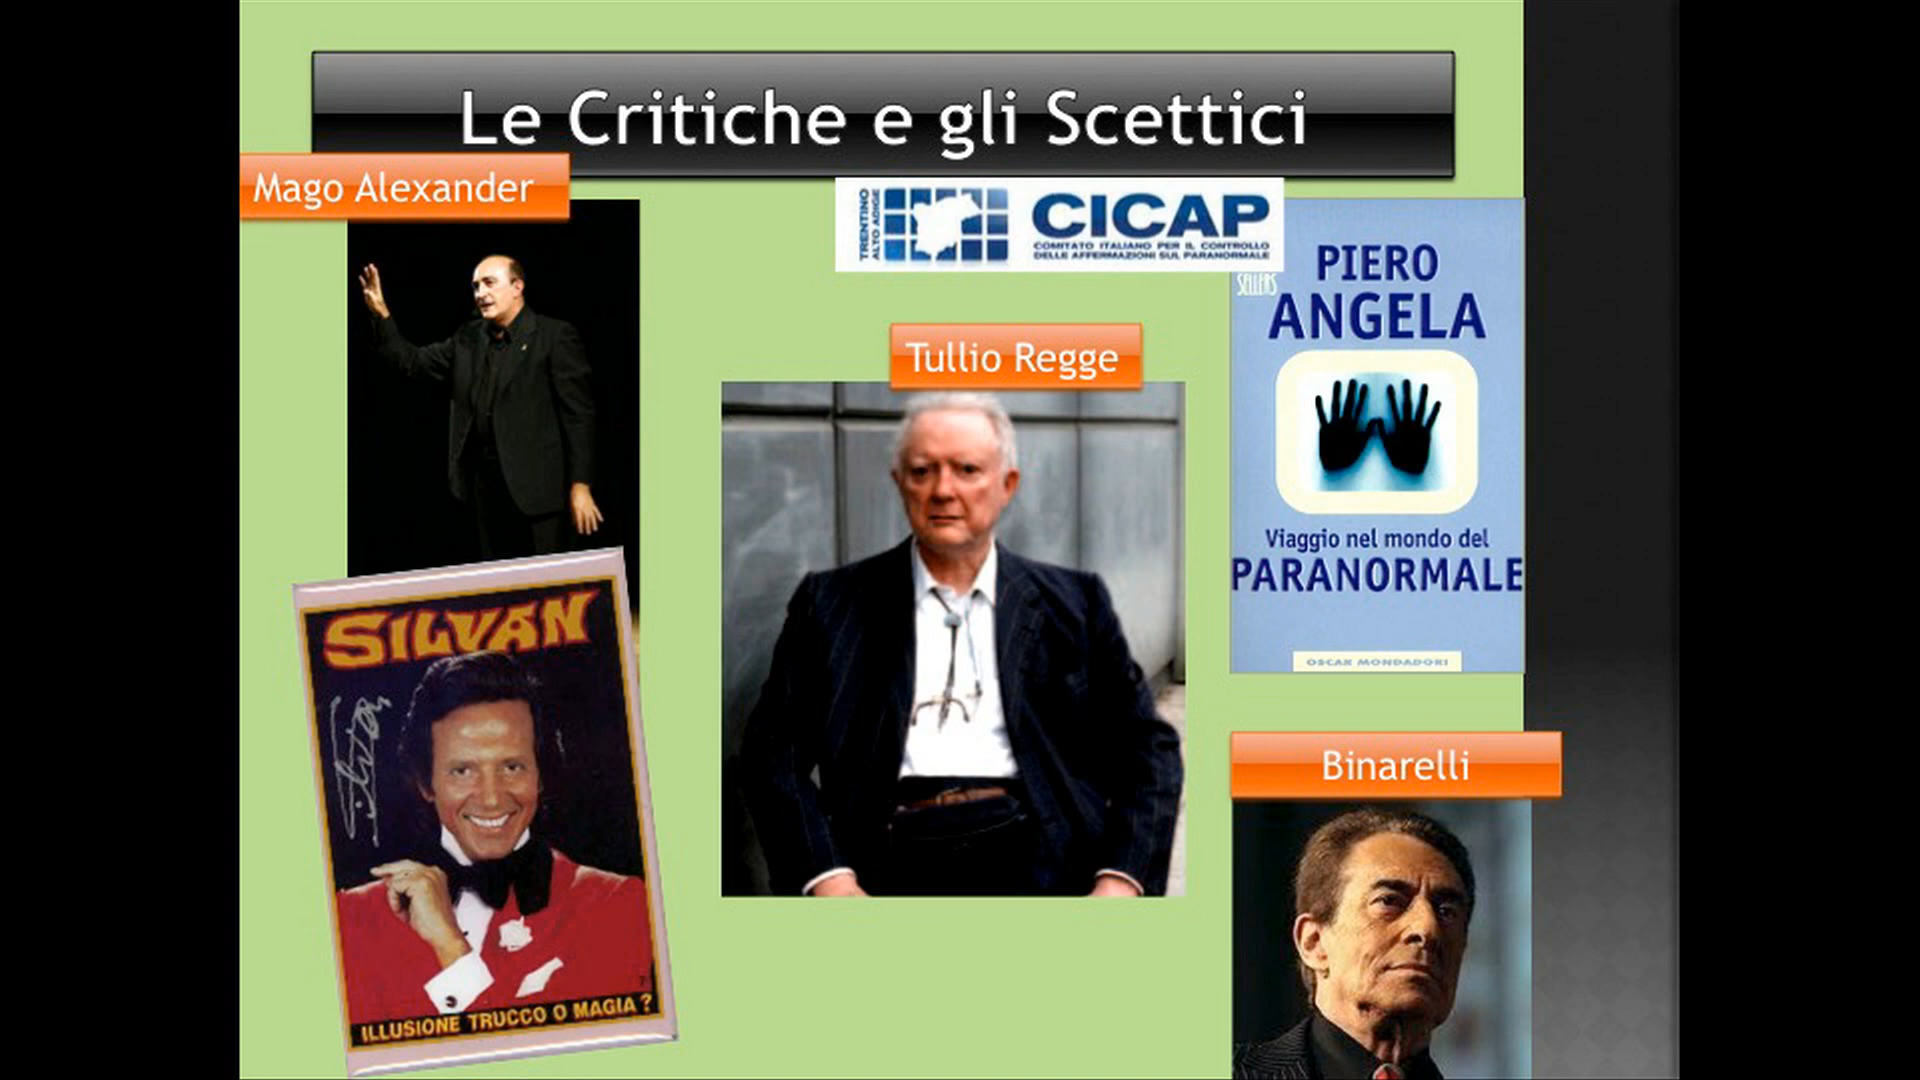 Le Critiche e gli Scettici
Mago Alexander
TRENTINO
ALTO ADIGE
CICAP
COMITATO ITALIANO PER IL CONTROLLO
DELLE AFFERMAZIONI SUL PARANORMALE
SELLERS
PIERO
ANGELA
Tullio Regge
Viaggio nel mondo del
PARANORMALE
OSCAR MONDADORI
SILVAN
ILLUSIONE TRUCCO O MAGIA ?
Binarelli